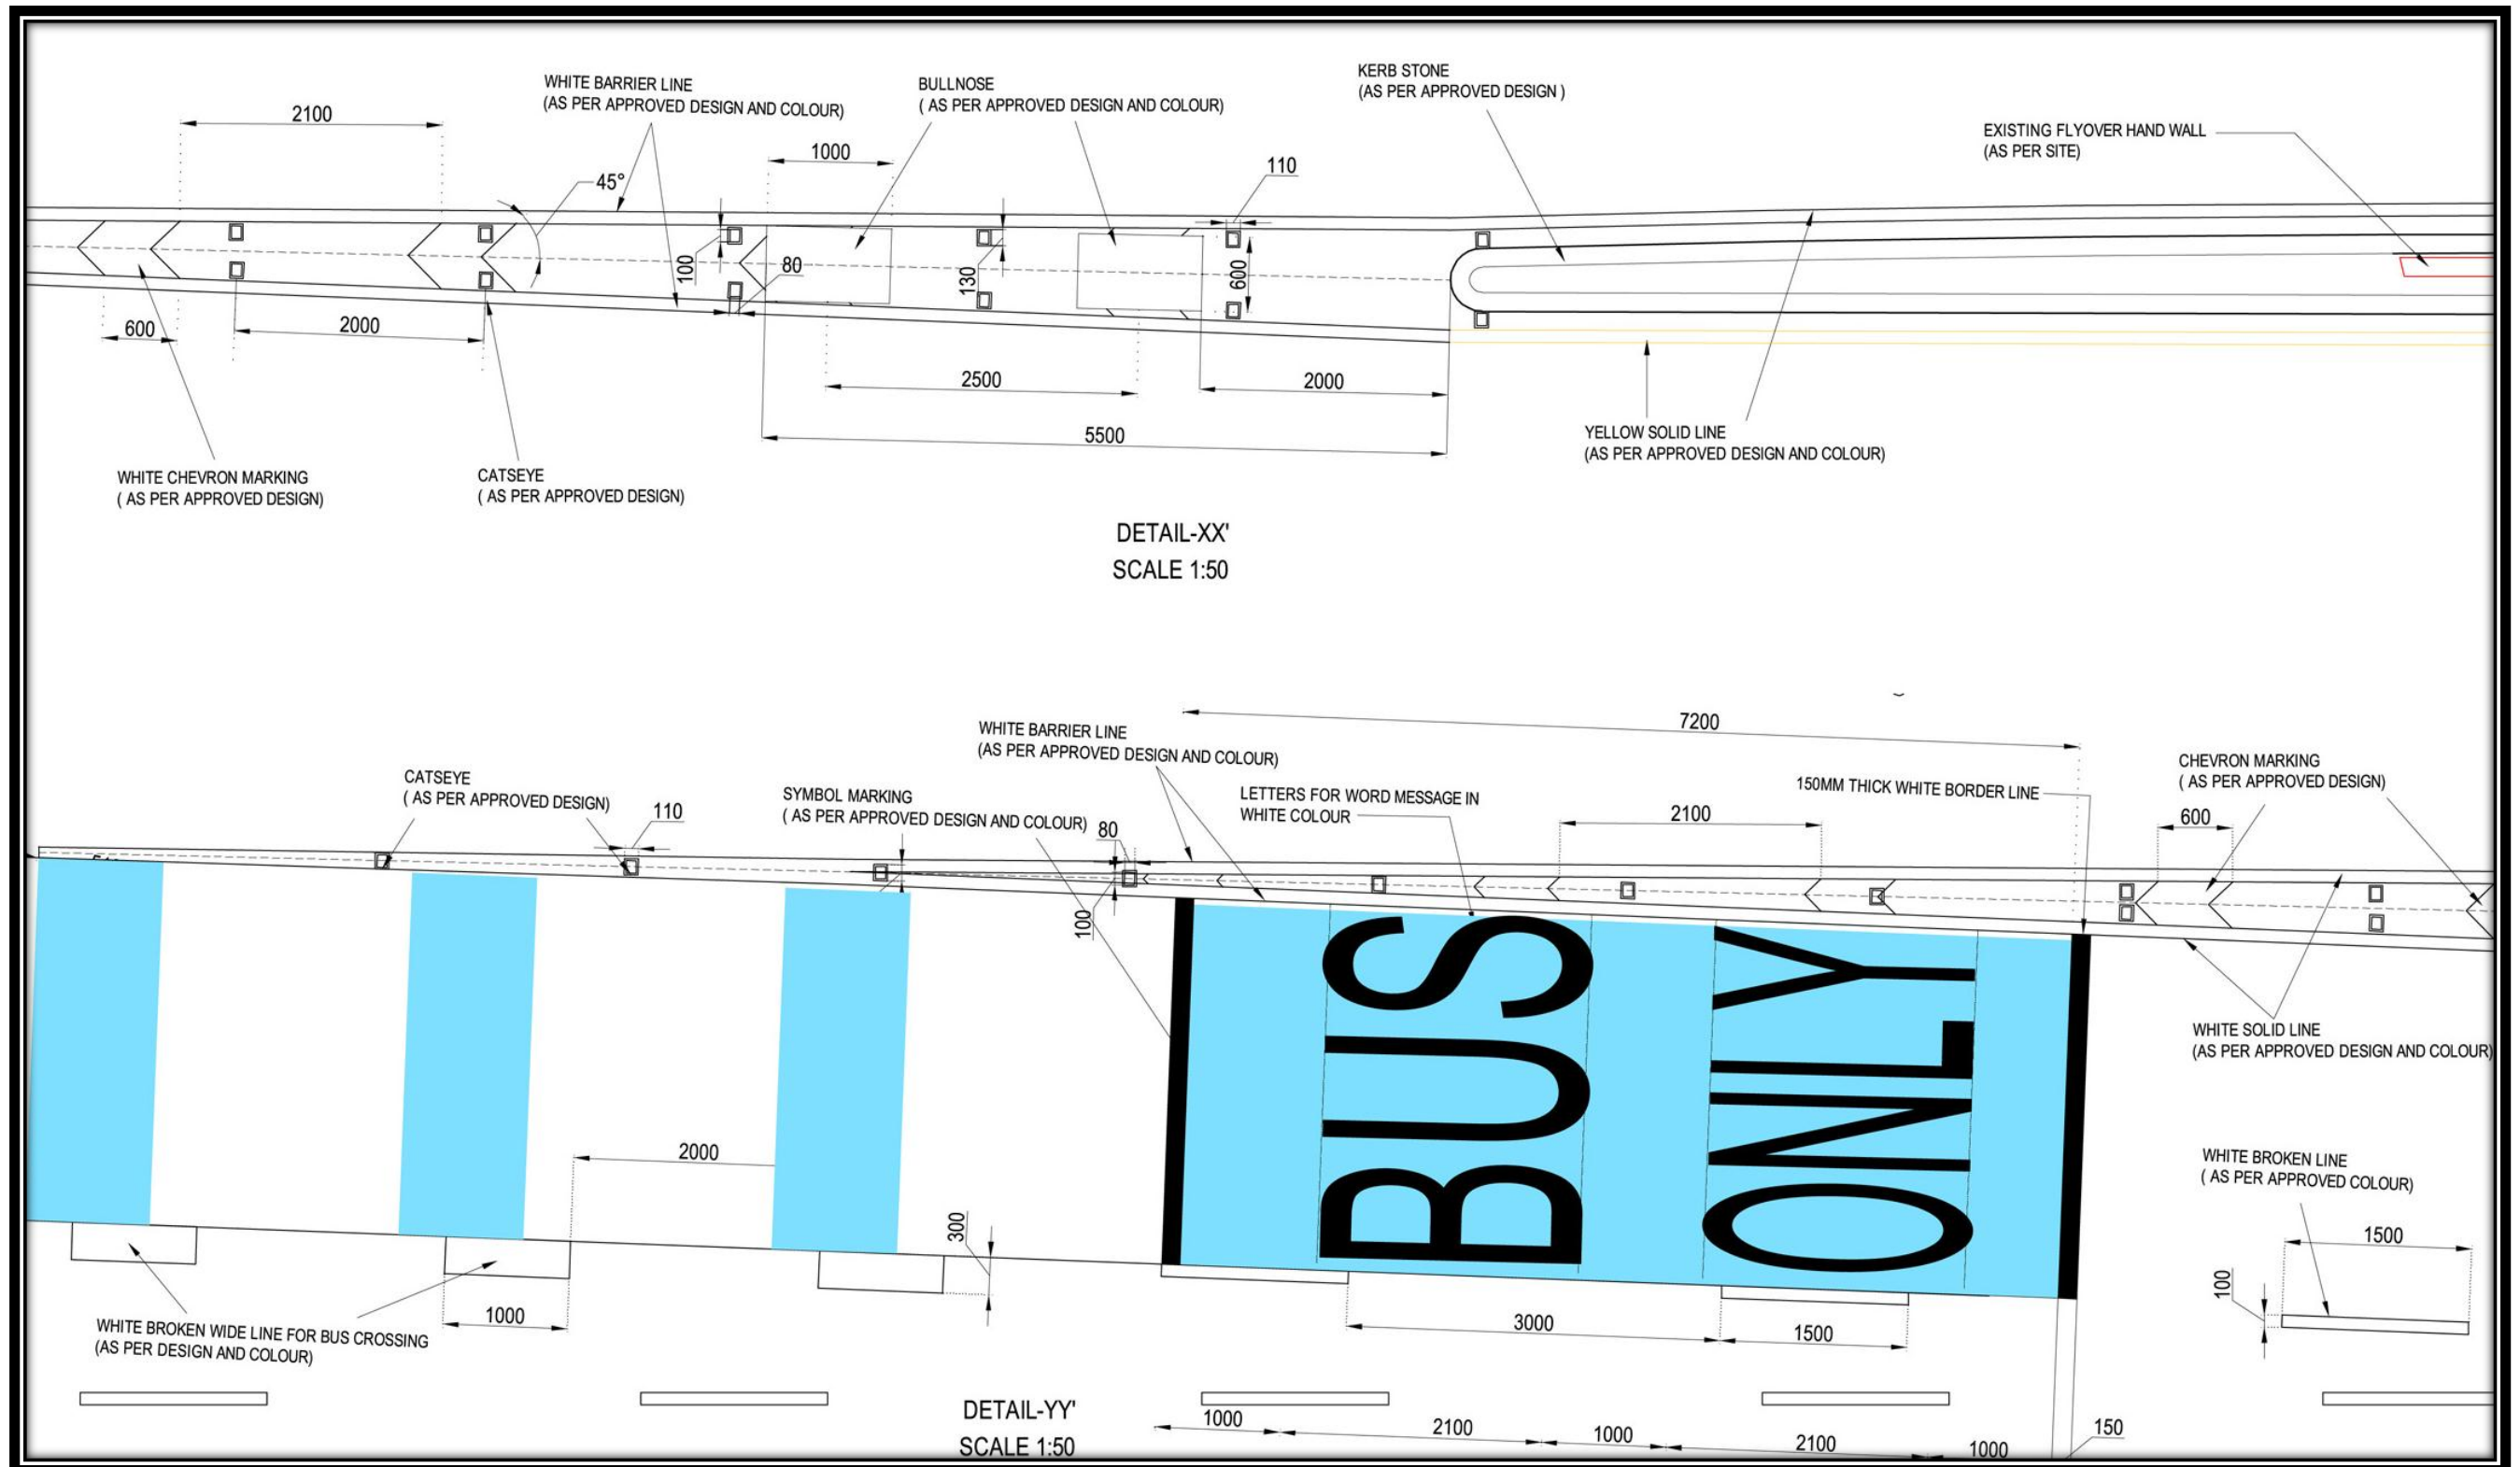 WHITE BARRIER LINE
(AS PER APPROVED DESIGN AND COLOUR)
BULLNOSE
( AS PER APPROVED DESIGN AND COLOUR)
KERB STONE
(AS PER APPROVED DESIGN )
EXISTING FLYOVER HAND WALL
(AS PER SITE)
2100
1000
110
45°
100
80
130
600
600
2000
2500
2000
5500
YELLOW SOLID LINE
(AS PER APPROVED DESIGN AND COLOUR)
WHITE CHEVRON MARKING
( AS PER APPROVED DESIGN)
CATSEYE
( AS PER APPROVED DESIGN)
DETAIL-XX'
SCALE 1:50
7200
WHITE BARRIER LINE
(AS PER APPROVED DESIGN AND COLOUR)
CATSEYE
( AS PER APPROVED DESIGN)
110
SYMBOL MARKING
( AS PER APPROVED DESIGN AND COLOUR)
80
LETTERS FOR WORD MESSAGE IN
WHITE COLOUR
2100
150MM THICK WHITE BORDER LINE
CHEVRON MARKING
( AS PER APPROVED DESIGN)
600
100
BUS
ONLY
WHITE SOLID LINE
(AS PER APPROVED DESIGN AND COLOUR)
2000
300
1000
WHITE BROKEN WIDE LINE FOR BUS CROSSING
(AS PER DESIGN AND COLOUR)
3000
1500
WHITE BROKEN LINE
( AS PER APPROVED COLOUR)
1500
100
DETAIL-YY'
SCALE 1:50
1000
2100
1000
2100
1000
150